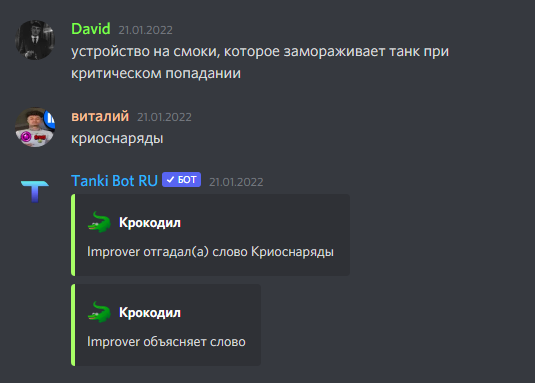 David 21.01.2022
устройство на смоки, которое замораживает танк при
критическом попадании
виталий 21.01.2022
криоснаряды
Tanki Bot RU БОТ 21.01.2022
Крокодил
Improver отгадал(а) слово Криоснаряды
Крокодил
Improver объясняет слово